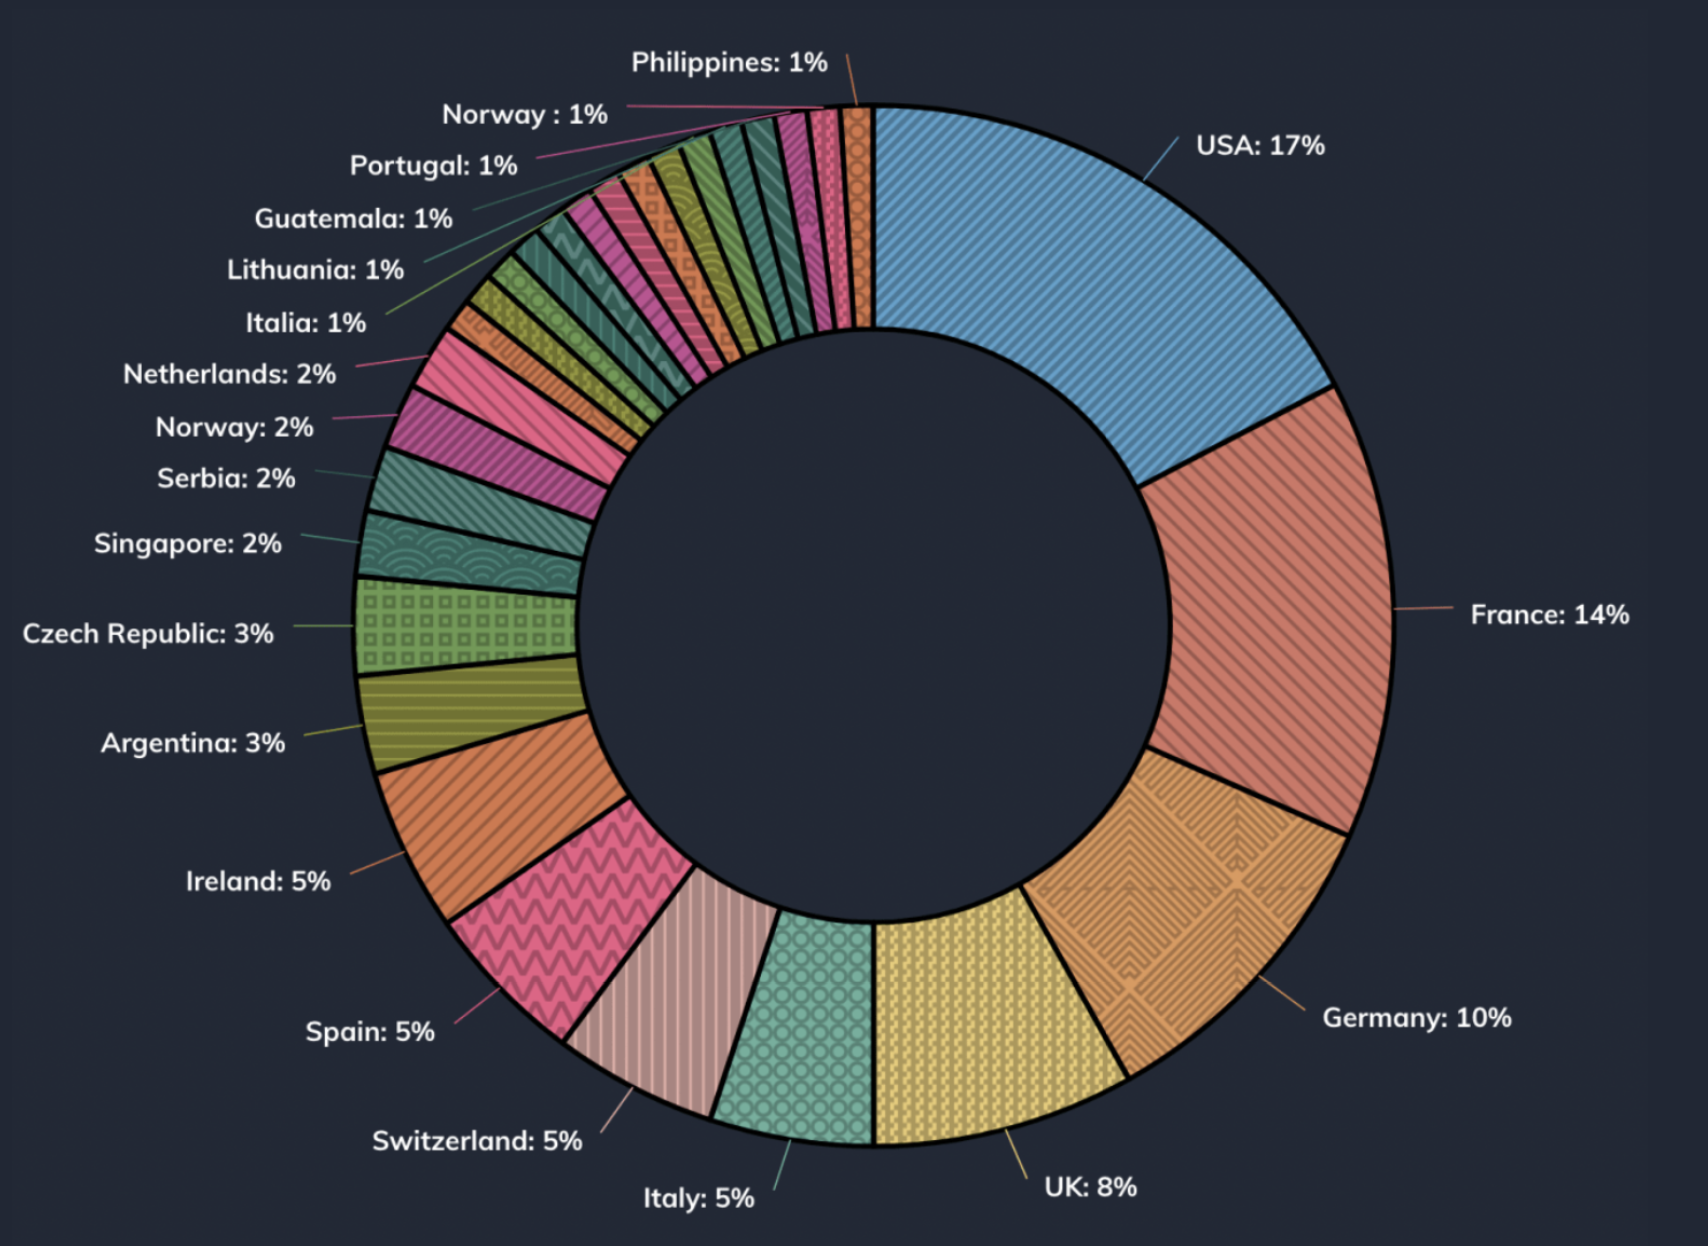 Philippines: 1%
Norway : 1%
Portugal: 1%
Guatemala: 1%
Lithuania: 1%
Italia: 1%
Netherlands: 2%
Norway: 2%
Serbia: 2%
Singapore: 2%
Czech Republic: 3%
Argentina: 3%
Ireland: 5%
Spain: 5%
Switzerland: 5%
Italy: 5%
UK: 8%
Germany: 10%
France: 14%
USA: 17%